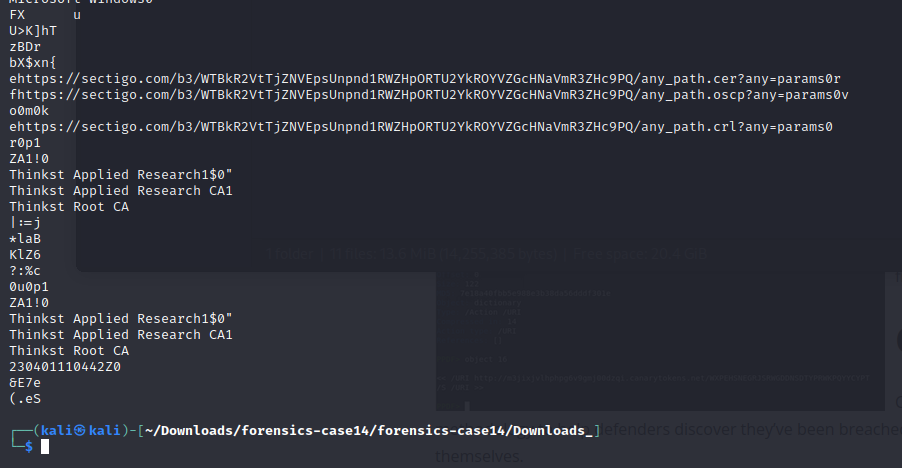 Microsoft Windows0
FX      u
U>K]hT
zBDr
bX$xn{
ehttps://sectigo.com/b3/WTBkR2VtTjZNVEpsUnpnd1RWZHpORTU2YkROYVZGcHNaVmR3ZHc9PQ/any_path.cer?any=params0r
fhttps://sectigo.com/b3/WTBkR2VtTjZNVEpsUnpnd1RWZHpORTU2YkROYVZGcHNaVmR3ZHc9PQ/any_path.oscp?any=params0v
o0m0k
ehttps://sectigo.com/b3/WTBkR2VtTjZNVEpsUnpnd1RWZHpORTU2YkROYVZGcHNaVmR3ZHc9PQ/any_path.crl?any=params0
r0p1
ZA1!0
Thinkst Applied Research1$0"
Thinkst Applied Research CA1
Thinkst Root CA
|:=j
*laB
KlZ6
?:%c
0u0p1
ZA1!0
Thinkst Applied Research1$0"
Thinkst Applied Research CA1
Thinkst Root CA
230401110442Z0
&E7e
(.eS
┌──(kali㉿kali)-[~/Downloads/forensics-case14/forensics-case14/Downloads_]
└─$
defenders discover they've been breached
themselves.